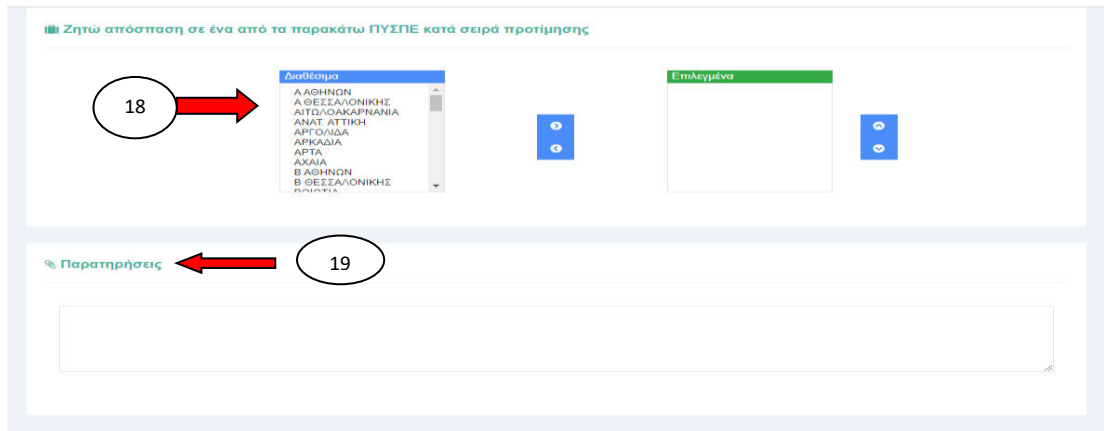 Ζητώ απόσπαση σε ένα από τα παρακάτω ΠΥΣΠΕ κατά σειρά προτίμησης
18
Διαθέσιμα
Α ΑΘΗΝΩΝ
Α ΘΕΣΣΑΛΟΝΙΚΗΣ
ΑΙΤΩΛΟΑΚΑΡΝΑΝΙΑ
ΑΝΑΤ. ΑΤΤΙΚΗ
ΑΡΓΟΛΙΔΑ
ΑΡΚΑΔΙΑ
ΑΡΤΑ
ΑΧΑΙΑ
Β ΑΘΗΝΩΝ
Β ΘΕΣΣΑΛΟΝΙΚΗΣ
ΒΟΙΩΤΙΑ
Επιλεγμένα
Παρατηρήσεις
19